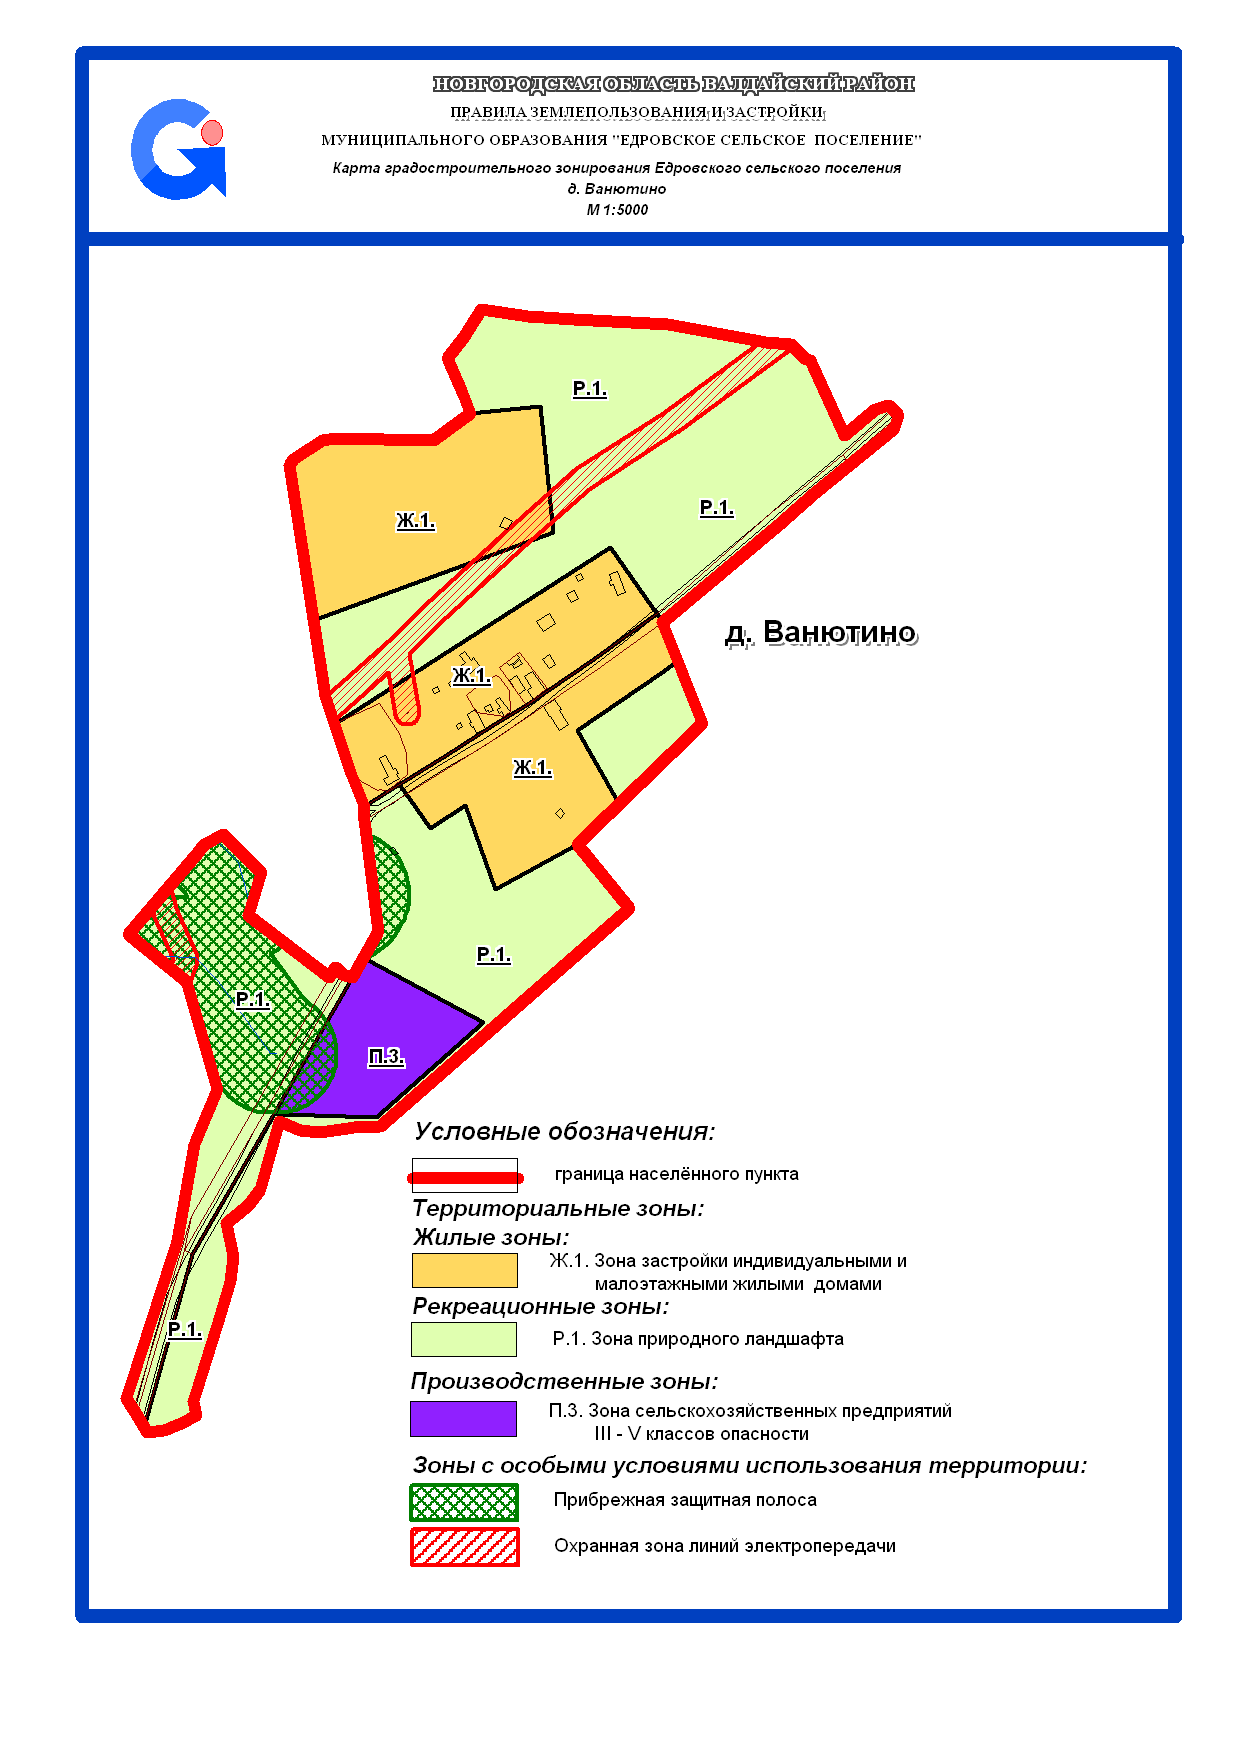 НОВГОРОДСКАЯ ОБЛАСТЬ ВАЛДАЙСКИЙ РАЙОН
ПРАВИЛА ЗЕМЛЕПОЛЬЗОВАНИЯ И ЗАСТРОЙКИ
МУНИЦИПАЛЬНОГО ОБРАЗОВАНИЯ "ЕДРОВСКОЕ СЕЛЬСКОЕ ПОСЕЛЕНИЕ"
Карта градостроительного зонирования Едровского сельского поселения
д. Ванютино
М 1:5000
Р.1.
Р.1.
Ж.1.
д. Ванютино
Ж.1.
Ж.1.
Р.1.
Р.1.
П.3.
Р.1.
Условные обозначения:
граница населённого пункта
Территориальные зоны:
Жилые зоны:
Ж.1. Зона застройки индивидуальными и
малоэтажными жилыми домами
Рекреационные зоны:
Р.1. Зона природного ландшафта
Производственные зоны:
П.3. Зона сельскохозяйственных предприятий
III - V классов опасности
Зоны с особыми условиями использования территории:
Прибрежная защитная полоса
Охранная зона линий электропередачи